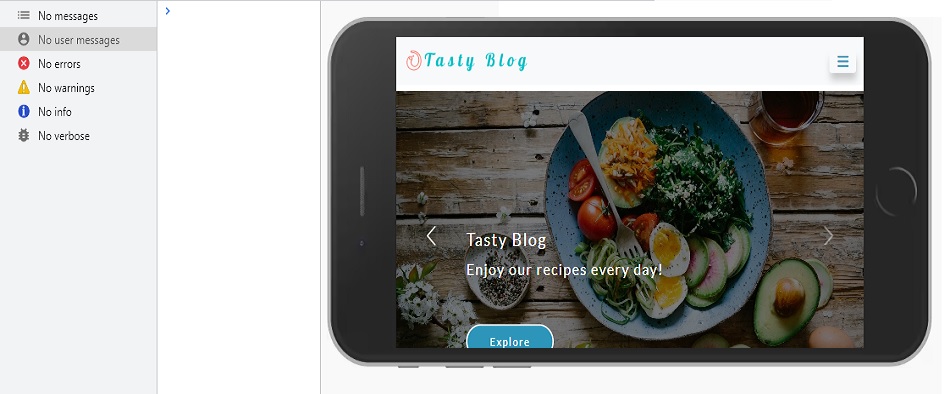 No messages
No user messages
No errors
No warnings
No info
No verbose
Tasty Blog
Tasty Blog
Enjoy our recipes every day!
Explore